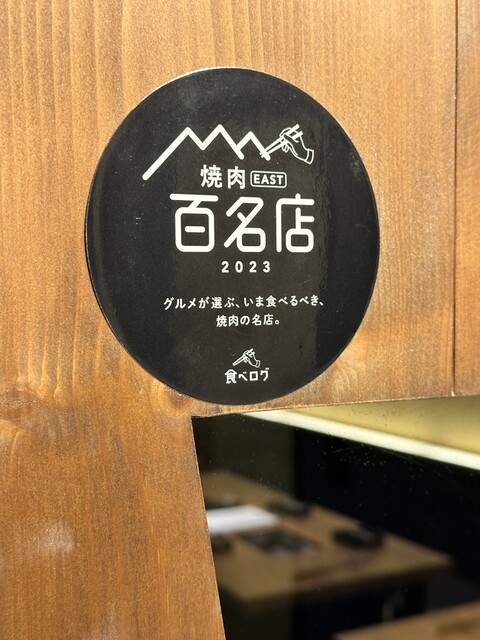 焼肉 EAST
百名店
2023
グルメが選ぶ、いま食べるべき、
焼肉の名店。
食べログ